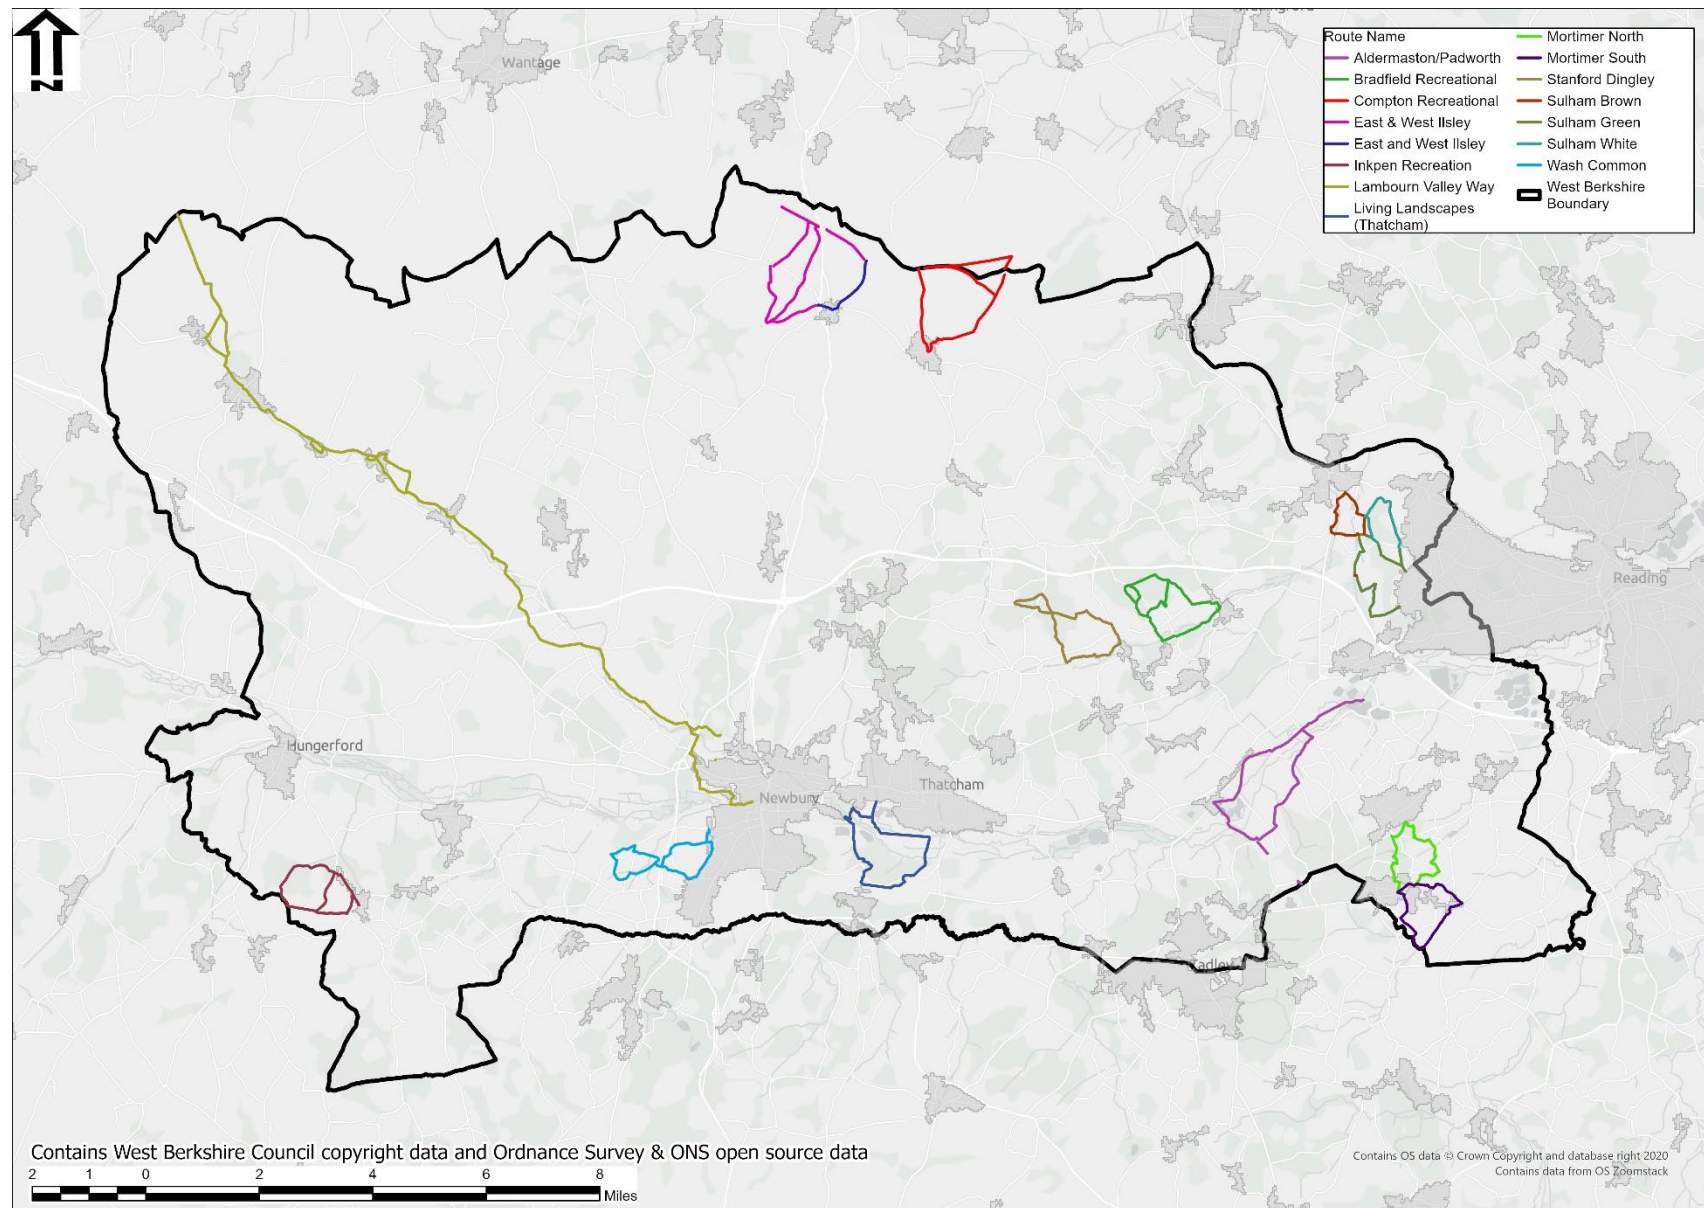 Wantage
Route Name
Aldermaston/Padworth
Bradfield Recreational
Compton Recreational
East & West Ilsley
East and West Ilsley
Inkpen Recreation
Lambourn Valley Way
Living Landscapes
(Thatcham)
Mortimer North
Mortimer South
Stanford Dingley
Sulham Brown
Sulham Green
Sulham White
Wash Common
West Berkshire
Boundary
N
Reading
Hungerford
Thatcham
Newbury
Contains West Berkshire Council copyright data and Ordnance Survey & ONS open source data
2 1 0 2 4 6 8
Miles
Contains OS data © Crown Copyright and database right 2020
Contains data from OS Zoomstack